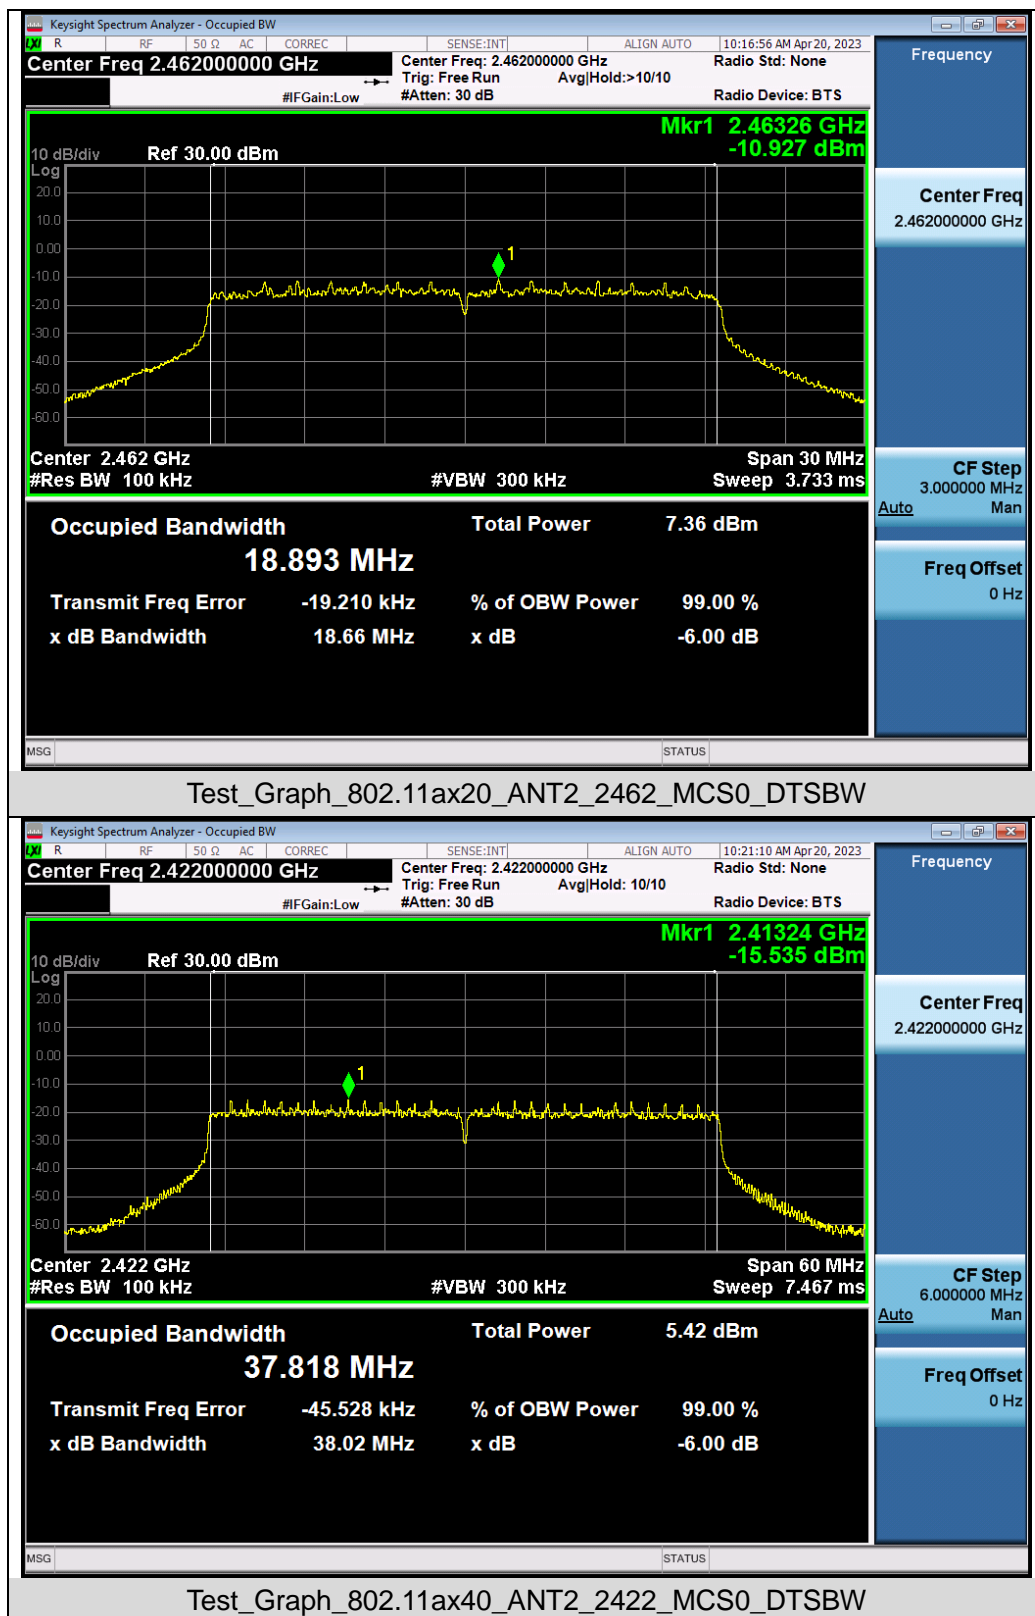 Keysight Spectrum Analyzer - Occupied BW
LXI R RF 50 Ω AC CORREC SENSE:INT ALIGN AUTO 10:16:56 AM Apr 20, 2023
Center Freq 2.462000000 GHz Center Freq: 2.462000000 GHz Radio Std: None
Trig: Free Run Avg|Hold:>10/10
#IFGain:Low #Atten: 30 dB Radio Device: BTS
Frequency
Mkr1 2.46326 GHz
-10.927 dBm
10 dB/div Ref 30.00 dBm
Log
20.0
10.0
0.00
-10.0
-20.0
-30.0
-40.0
-50.0
-60.0
1
Center 2.462 GHz Span 30 MHz
#Res BW 100 kHz #VBW 300 kHz Sweep 3.733 ms
Center Freq
2.462000000 GHz
CF Step
3.000000 MHz
Auto Man
Freq Offset
0 Hz
Occupied Bandwidth Total Power 7.36 dBm
18.893 MHz
Transmit Freq Error -19.210 kHz % of OBW Power 99.00 %
x dB Bandwidth 18.66 MHz x dB -6.00 dB
MSG STATUS
Test_Graph_802.11ax20_ANT2_2462_MCS0_DTSBW
Keysight Spectrum Analyzer - Occupied BW
LXI R RF 50 Ω AC CORREC SENSE:INT ALIGN AUTO 10:21:10 AM Apr 20, 2023
Center Freq 2.422000000 GHz Center Freq: 2.422000000 GHz Radio Std: None
Trig: Free Run Avg|Hold: 10/10
#IFGain:Low #Atten: 30 dB Radio Device: BTS
Frequency
Mkr1 2.41324 GHz
-15.535 dBm
10 dB/div Ref 30.00 dBm
Log
20.0
10.0
0.00
-10.0
-20.0
-30.0
-40.0
-50.0
-60.0
1
Center 2.422 GHz Span 60 MHz
#Res BW 100 kHz #VBW 300 kHz Sweep 7.467 ms
Center Freq
2.422000000 GHz
CF Step
6.000000 MHz
Auto Man
Freq Offset
0 Hz
Occupied Bandwidth Total Power 5.42 dBm
37.818 MHz
Transmit Freq Error -45.528 kHz % of OBW Power 99.00 %
x dB Bandwidth 38.02 MHz x dB -6.00 dB
MSG STATUS
Test_Graph_802.11ax40_ANT2_2422_MCS0_DTSBW